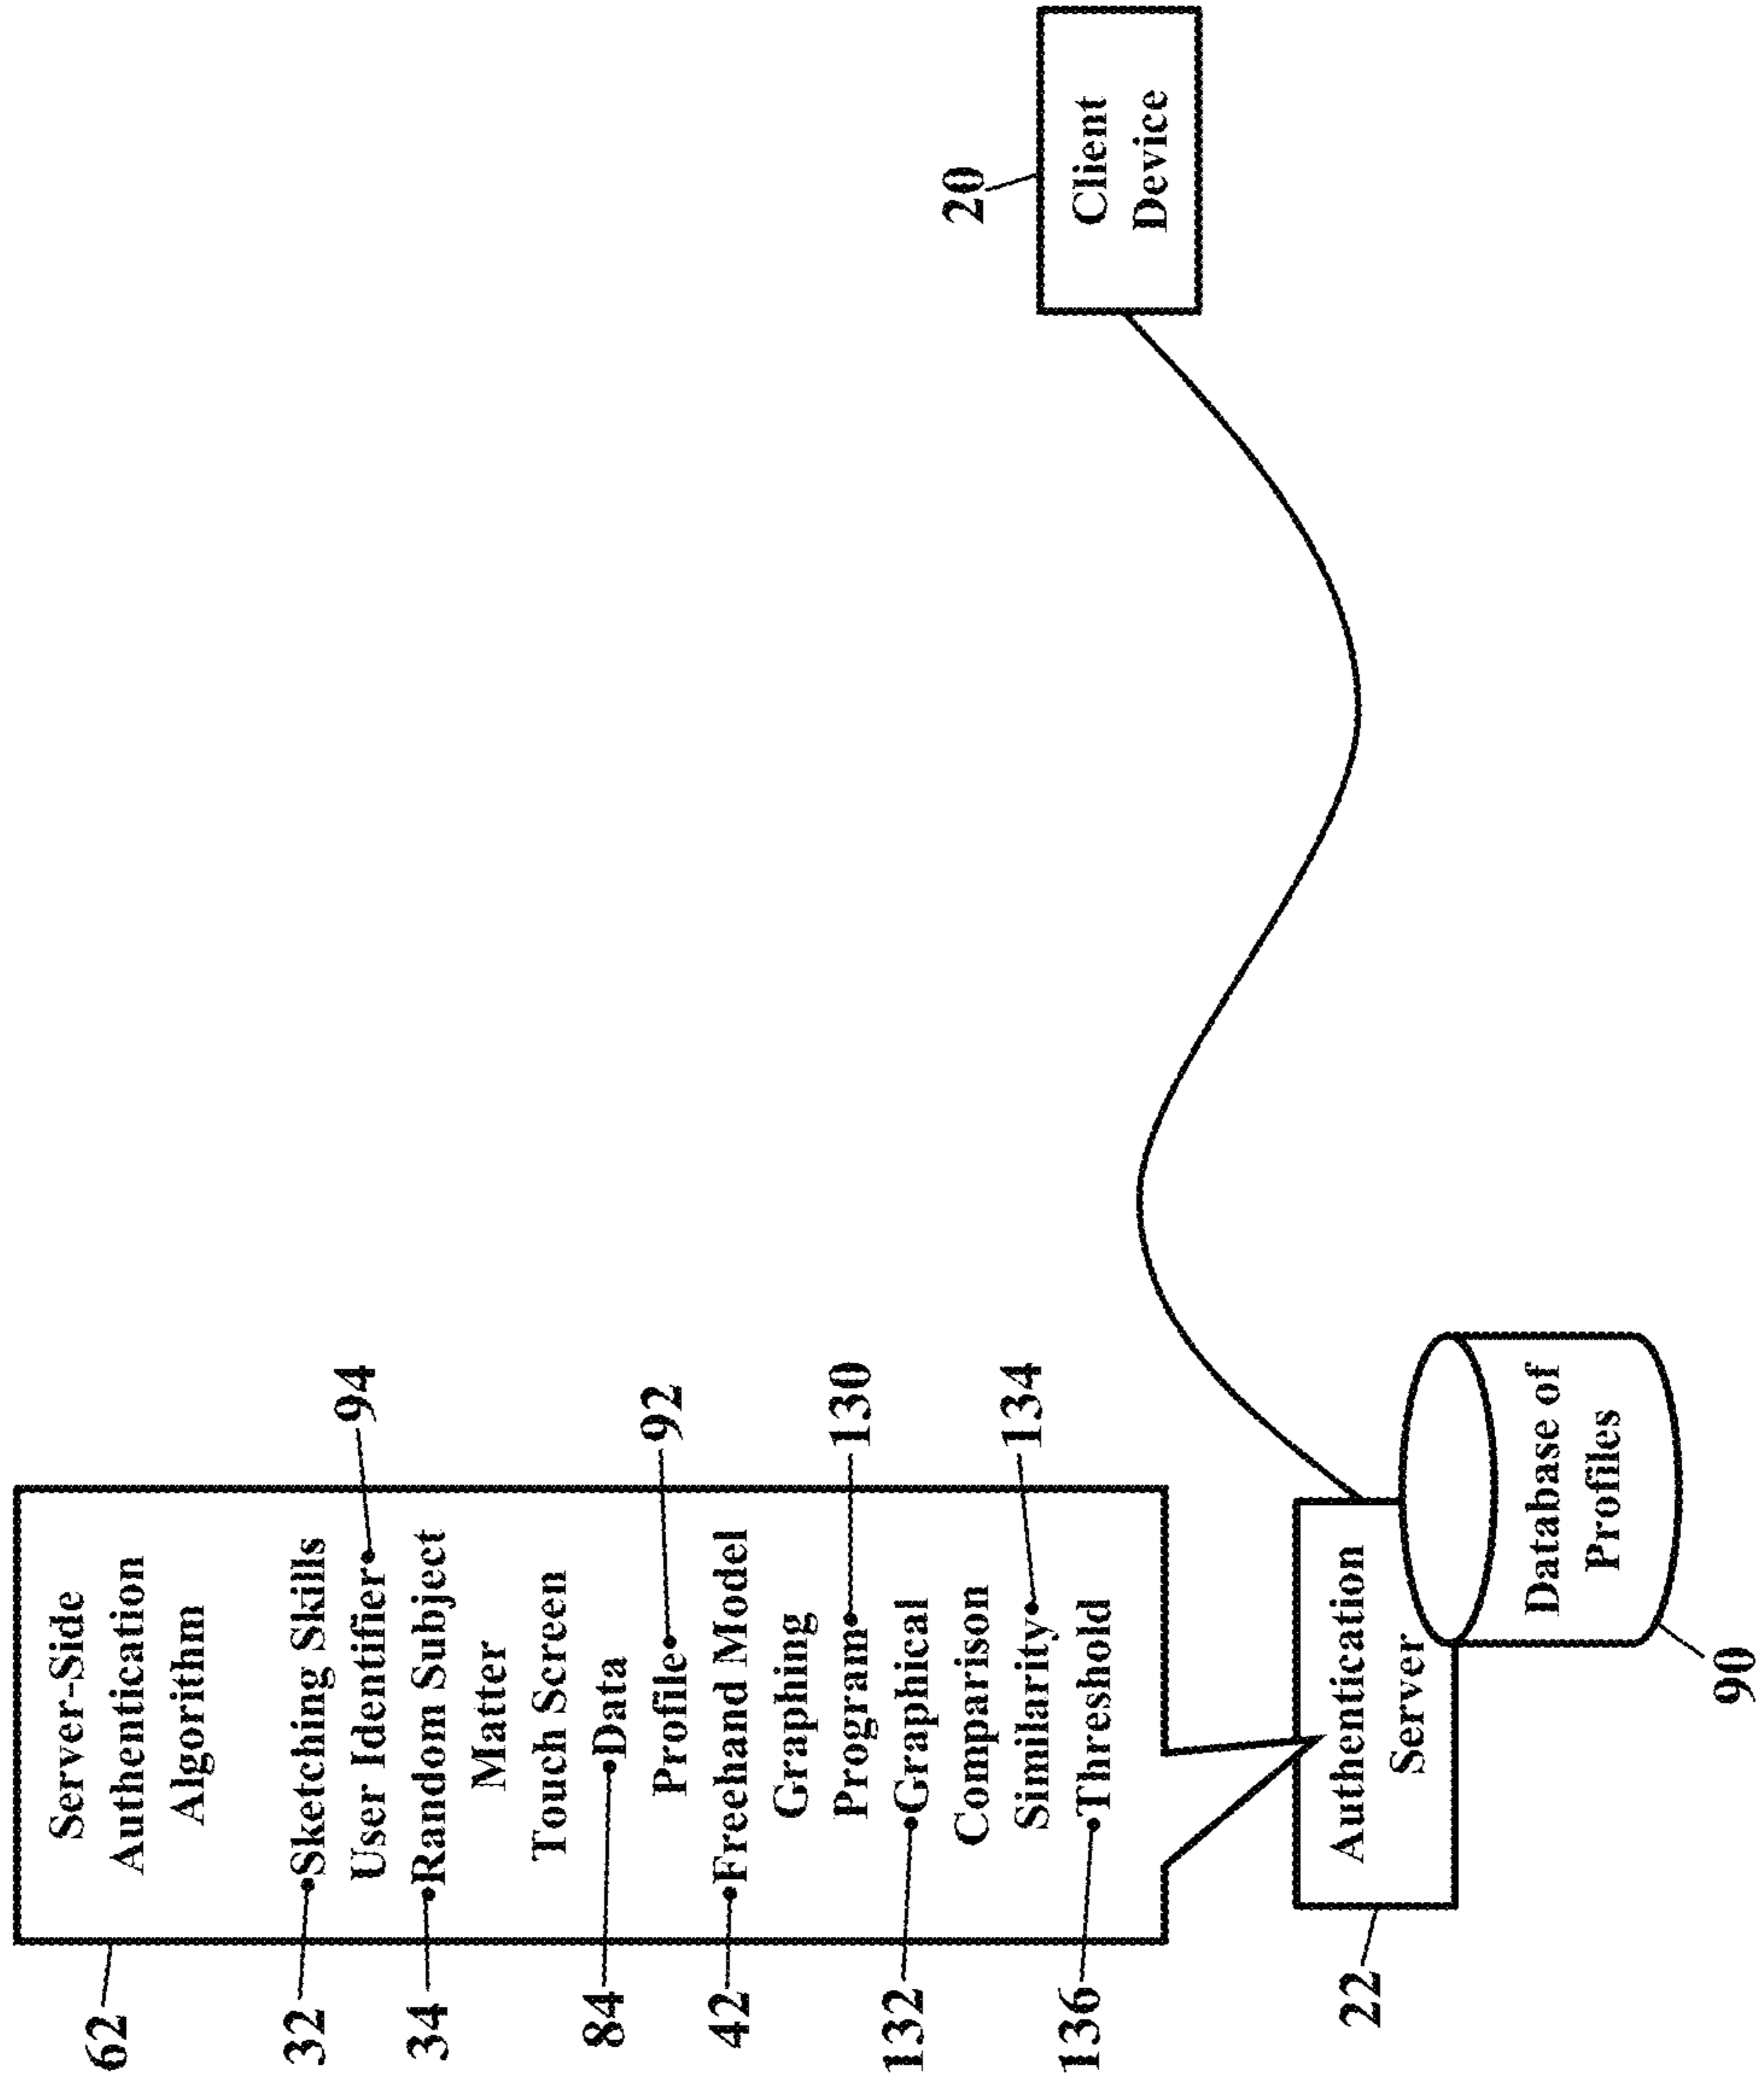 62
Server-Side
Authentication
Algorithm
32
Sketching Skills
94
User Identifier
34
Random Subject
Matter
Touch Screen
84
Data
92
Profile
42
Freehand Model
Graphing
Program
130
132
Graphical
Comparison
Similarity
134
136
Threshold
22
Authentication
Server
Database of
Profiles
90
20
Client
Device